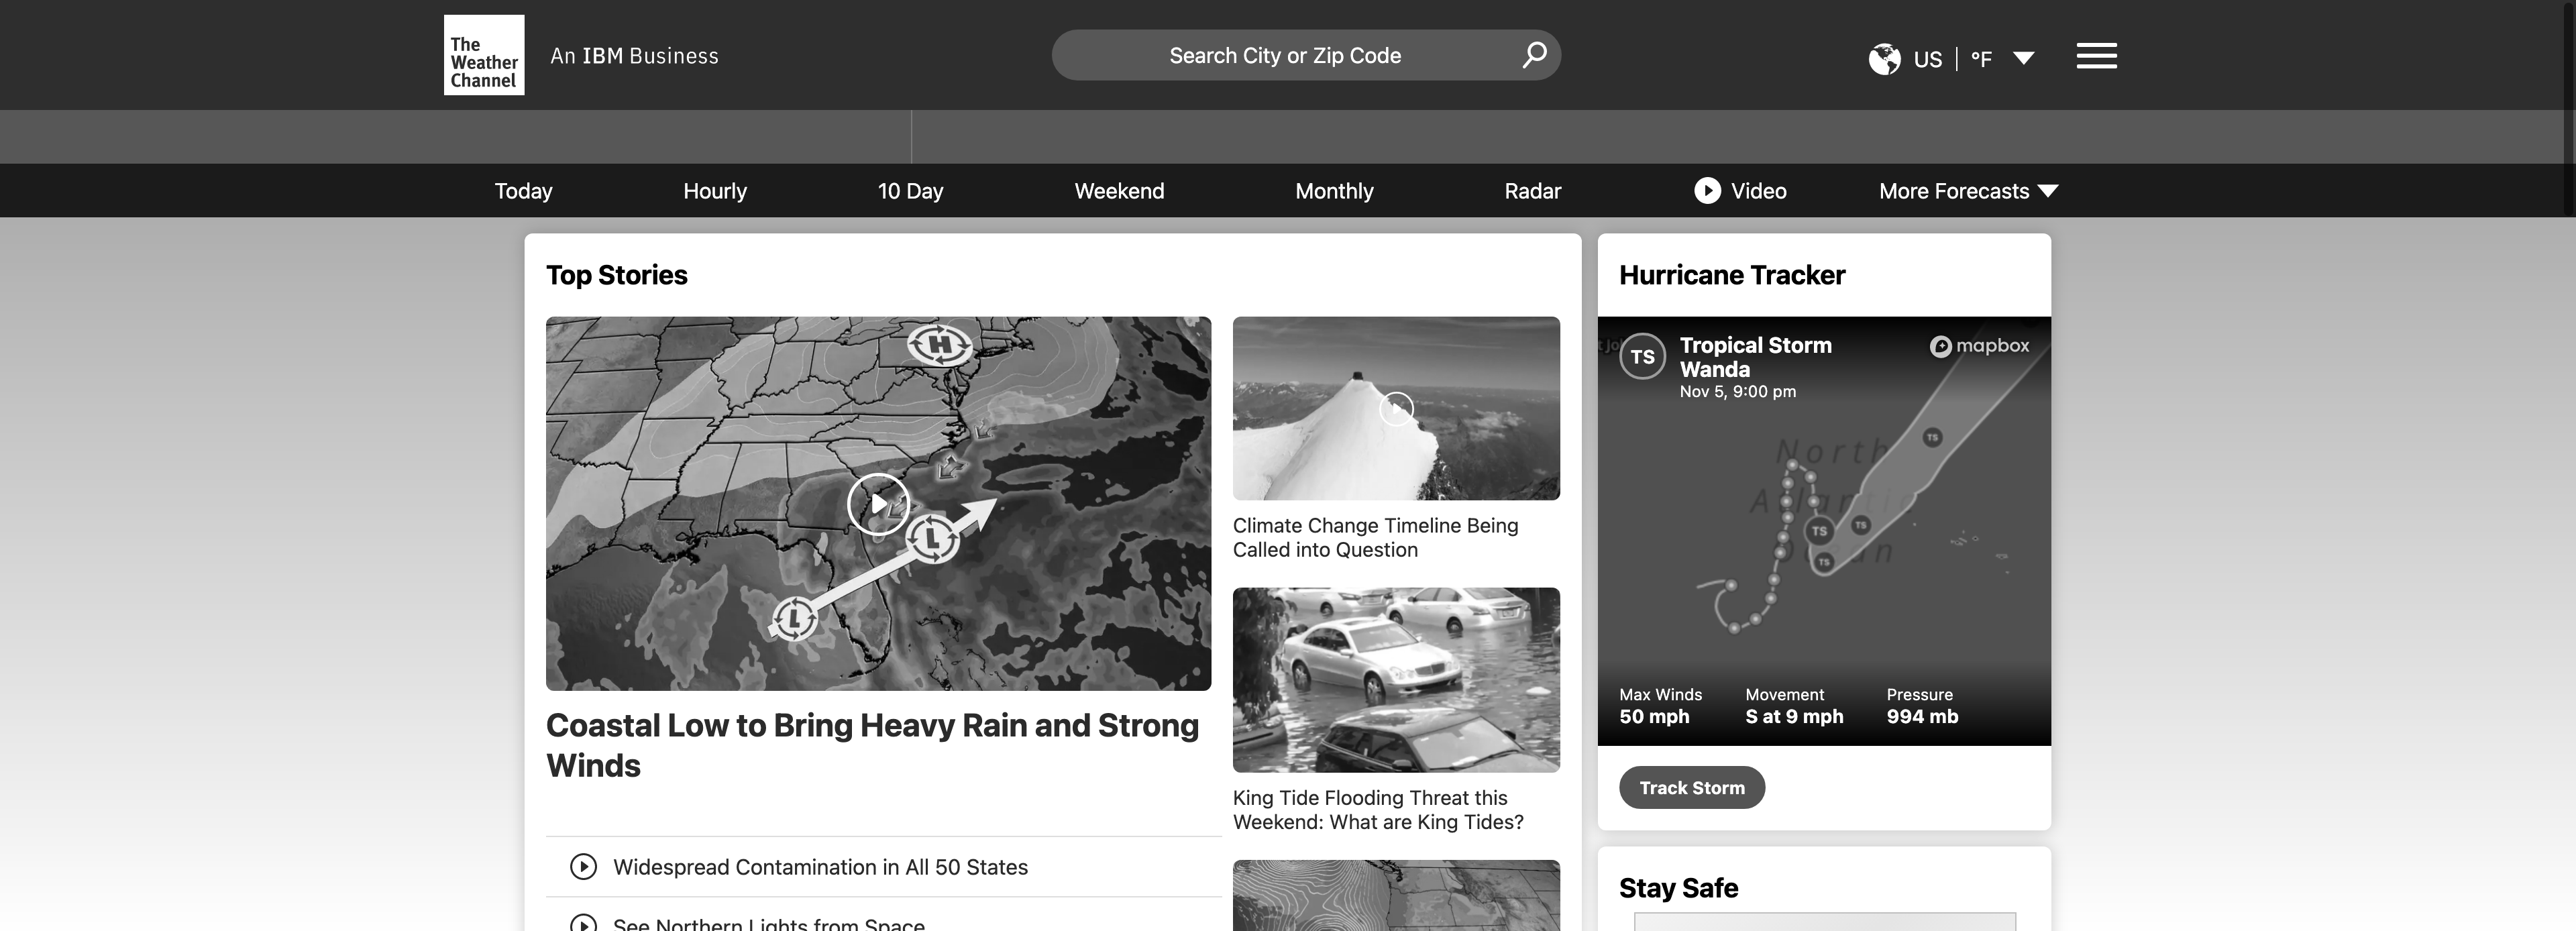 The
Weather
Channel
An IBM Business
Search City or Zip Code
US
°F
Today
Hourly
10 Day
Weekend
Monthly
Radar
Video
More Forecasts
Top Stories
H
L
L
Coastal Low to Bring Heavy Rain and Strong
Winds
Widespread Contamination in All 50 States
See Northern Lights from Space
Climate Change Timeline Being
Called into Question
King Tide Flooding Threat this
Weekend: What are King Tides?
Hurricane Tracker
TS
Tropical Storm
Wanda
Nov 5, 9:00 pm
mapbox
TS
North
Atlantic
TS
TS
Ocean
TS
Max Winds
50 mph
Movement
S at 9 mph
Pressure
994 mb
Track Storm
Stay Safe